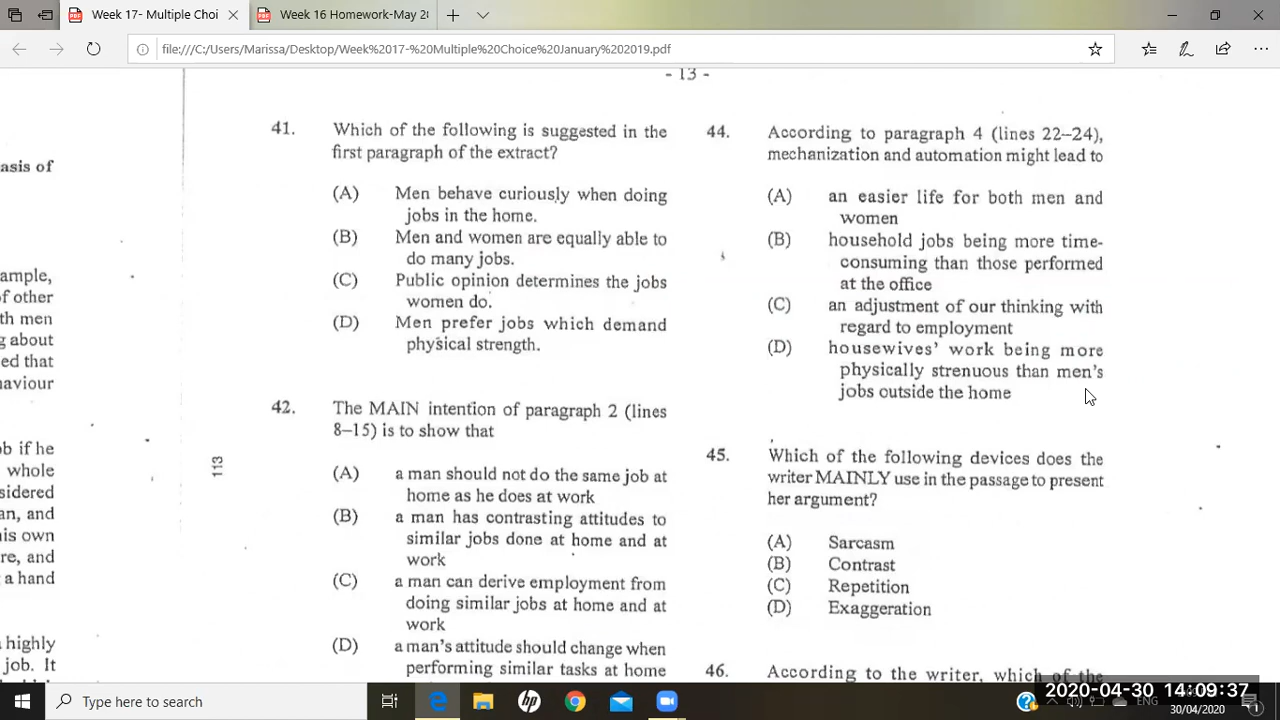 Week 17- Multiple Choi
Week 16 Homework-May 20
file:///C:/Users/Marissa/Desktop/Week%2017-%20Multiple%20Choice%20January%202019.pdf
- 13 -
asis of
ample,
of other
th men
g about
ed that
haviour
ob if he
whole
sidered
an, and
his own
re, and
g a hand
highly
job. It
113
41. Which of the following is suggested in the
first paragraph of the extract?
(A) Men behave curiously when doing
jobs in the home.
(B) Men and women are equally able to
do many jobs.
(C) Public opinion determines the jobs
women do.
(D) Men prefer jobs which demand
physical strength.
42. The MAIN intention of paragraph 2 (lines
8–15) is to show that
(A) a man should not do the same job at
home as he does at work
(B) a man has contrasting attitudes to
similar jobs done at home and at
work
(C) a man can derive employment from
doing similar jobs at home and at
work
(D) a man's attitude should change when
performing similar tasks at home
44. According to paragraph 4 (lines 22–24),
mechanization and automation might lead to
(A) an easier life for both men and
women
(B) household jobs being more time-
consuming than those performed
at the office
(C) an adjustment of our thinking with
regard to employment
(D) housewives' work being more
physically strenuous than men's
jobs outside the home
45. Which of the following devices does the
writer MAINLY use in the passage to present
her argument?
(A) Sarcasm
(B) Contrast
(C) Repetition
(D) Exaggeration
46. According to the writer, which of the
Type here to search
hp
ENG
2020-04-30 14:09:37
30/04/2020